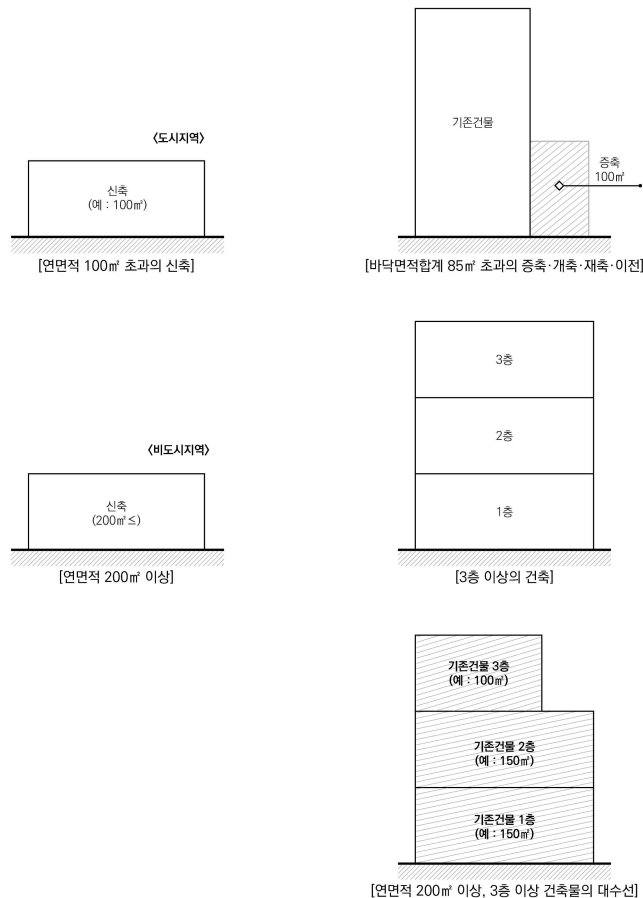 〈도시지역〉
신축
(예 : 100㎡)
[연면적 100㎡ 초과의 신축]
기존건물
증축
100㎡
[바닥면적합계 85㎡ 초과의 증축·개축·재축·이전]
〈비도시지역〉
신축
(200㎡≤)
[연면적 200㎡ 이상]
3층
2층
1층
[3층 이상의 건축]
기존건물 3층
(예 : 100㎡)
기존건물 2층
(예 : 150㎡)
기존건물 1층
(예 : 150㎡)
[연면적 200㎡ 이상, 3층 이상 건축물의 대수선]